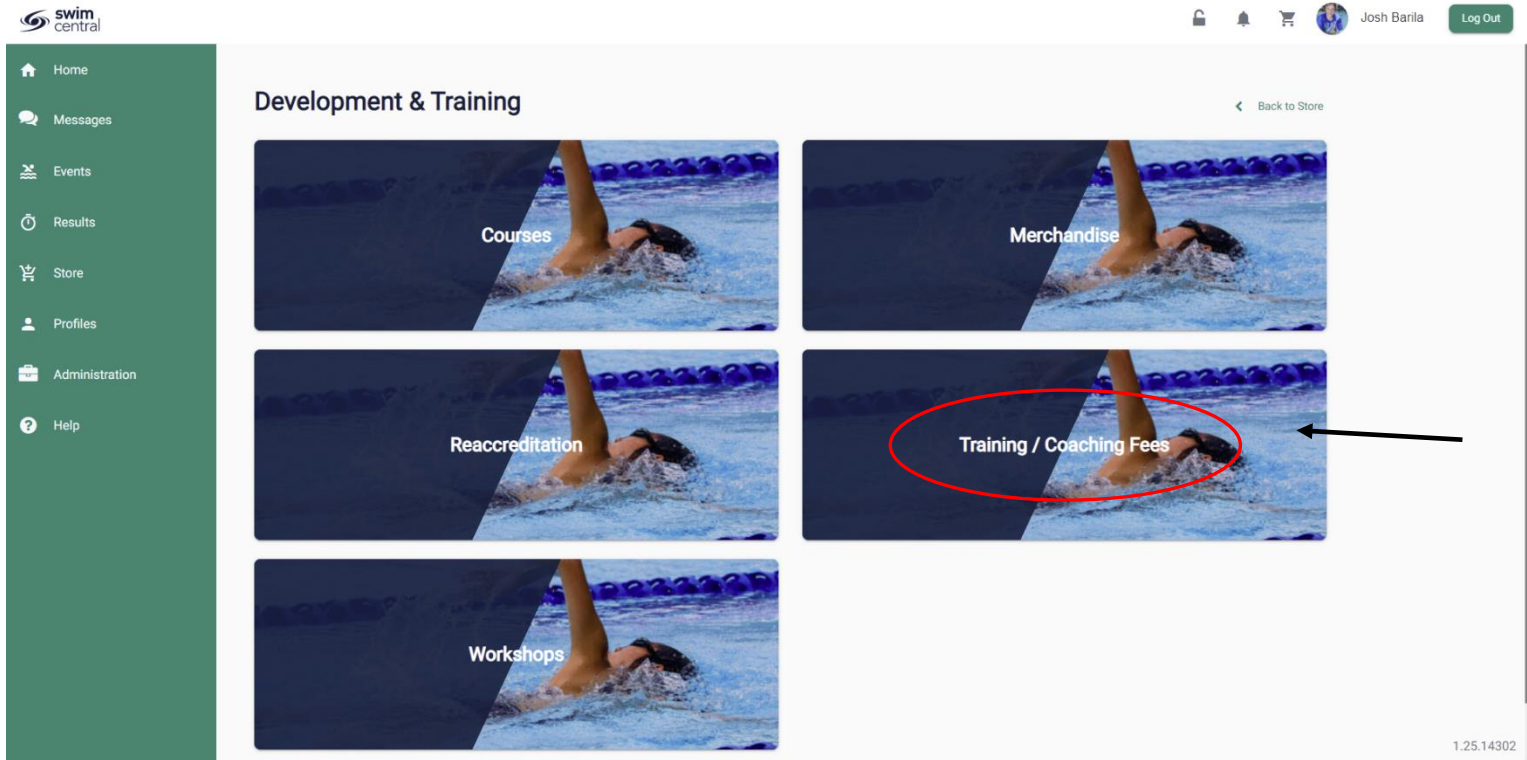 swim
central
Josh Barila
Log Out
Home
Messages
Events
Results
Store
Profiles
Administration
Help
Development & Training
Back to Store
Courses
Merchandise
Reaccreditation
Training / Coaching Fees
Workshops
1.25.14302